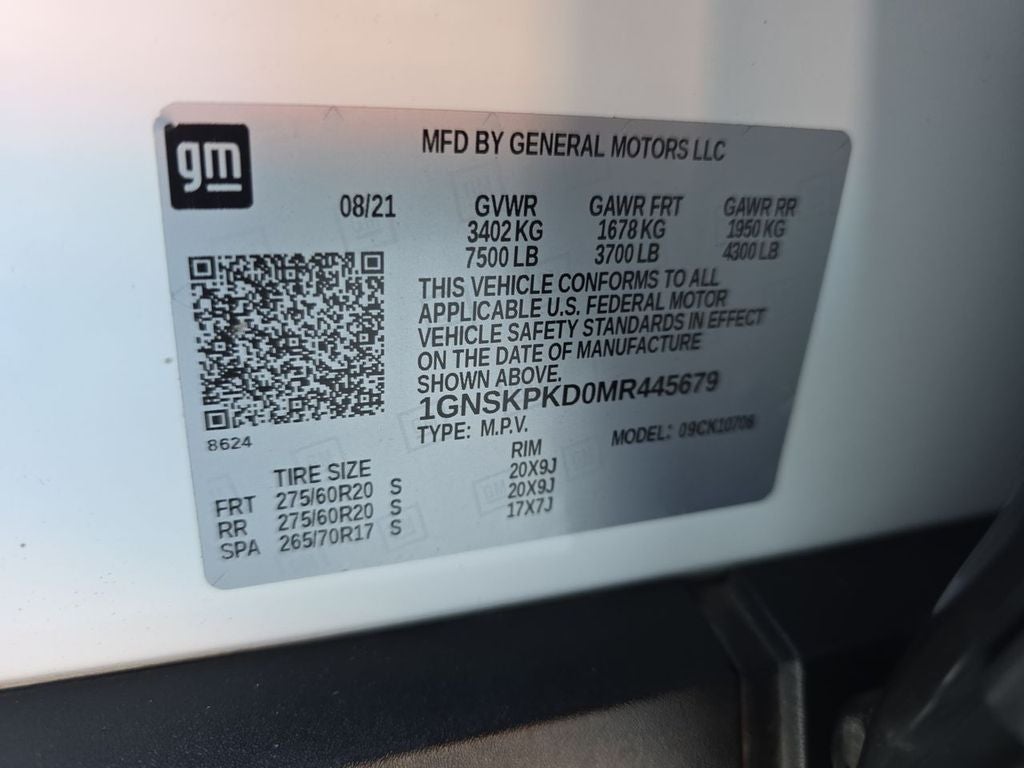 gm
MFD BY GENERAL MOTORS LLC
08/21 GVWR GAWR FRT GAWR RR
3402 KG 1678 KG 1950 KG
7500 LB 3700 LB 4300 LB
THIS VEHICLE CONFORMS TO ALL
APPLICABLE U.S. FEDERAL MOTOR
VEHICLE SAFETY STANDARDS IN EFFECT
ON THE DATE OF MANUFACTURE
SHOWN ABOVE.
1GNSKPKD0MR445679
8624
TYPE: M.P.V. MODEL: 09CK10706
TIRE SIZE RIM
FRT 275/60R20 S 20X9J
RR 275/60R20 S 20X9J
SPA 265/70R17 S 17X7J